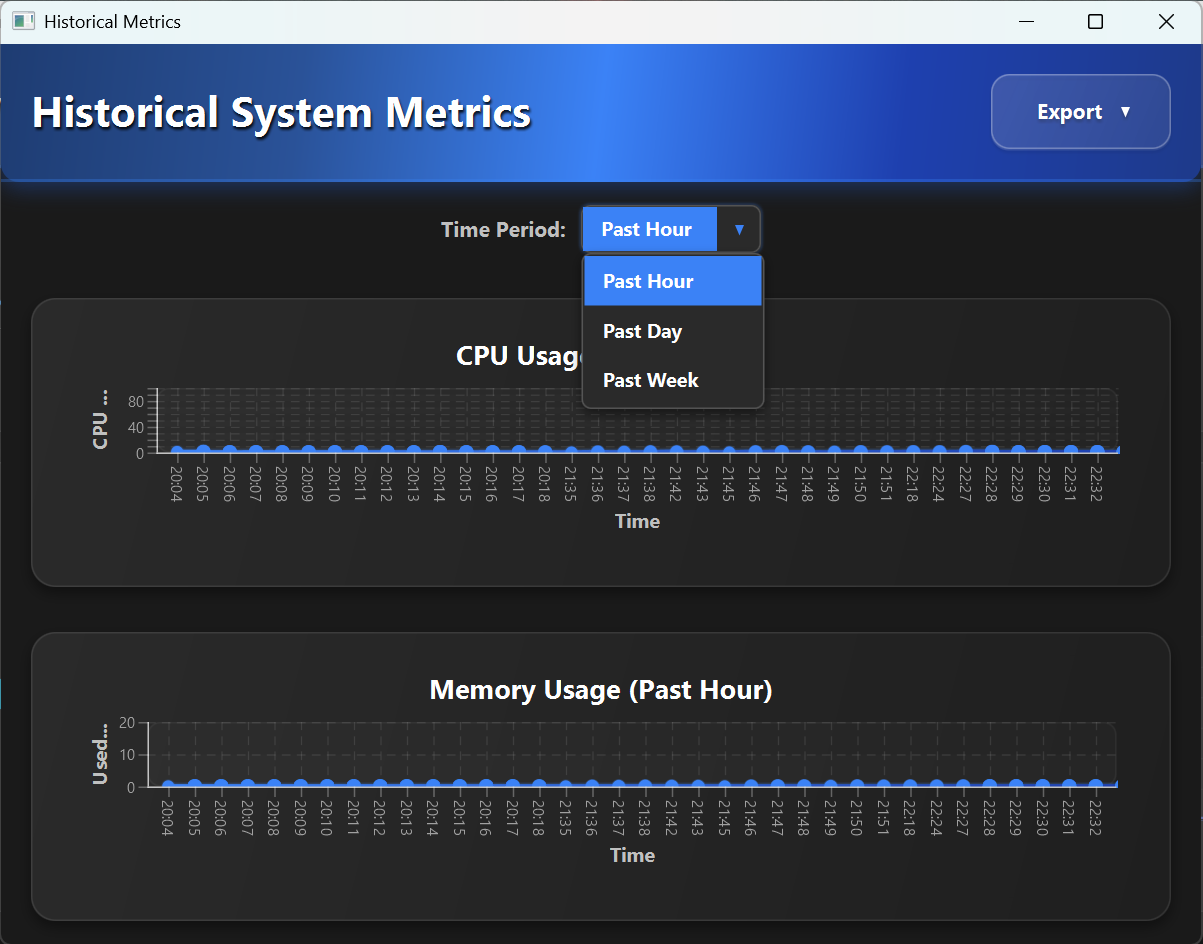 Historical Metrics
Historical System Metrics
Export ▼
Time Period: Past Hour ▼
Past Hour
Past Day
Past Week
CPU Usage
CPU ...
80
40
0
20:04 20:05 20:06 20:07 20:08 20:09 20:10 20:11 20:12 20:13 20:14 20:15 20:16 20:17 20:18 21:35 21:36 21:37 21:38 21:42 21:43 21:45 21:46 21:47 21:48 21:49 21:50 21:51 22:18 22:24 22:27 22:28 22:29 22:30 22:31 22:32
Time
Memory Usage (Past Hour)
Used...
20
10
0
20:04 20:05 20:06 20:07 20:08 20:09 20:10 20:11 20:12 20:13 20:14 20:15 20:16 20:17 20:18 21:35 21:36 21:37 21:38 21:42 21:43 21:45 21:46 21:47 21:48 21:49 21:50 21:51 22:18 22:24 22:27 22:28 22:29 22:30 22:31 22:32
Time